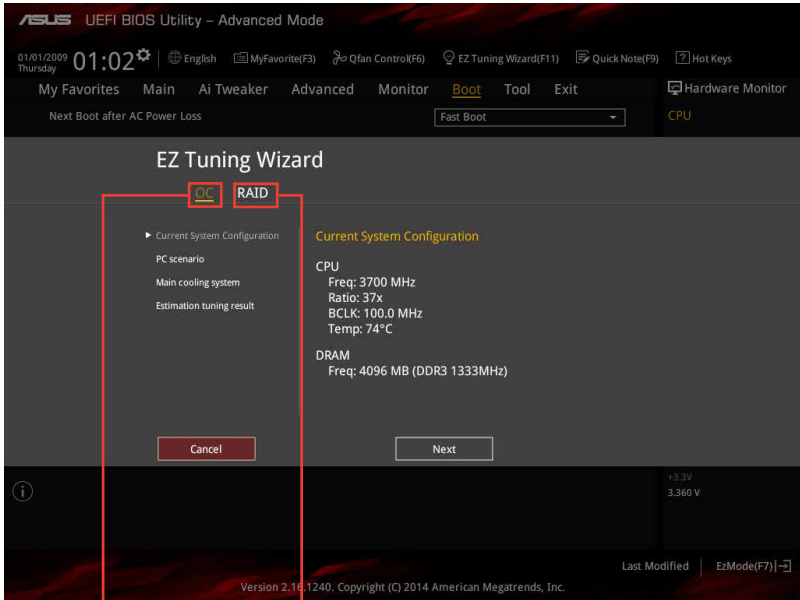 ASUS UEFI BIOS Utility – Advanced Mode
01/01/2009 Thursday 01:02 English MyFavorite(F3) Qfan Control(F6) EZ Tuning Wizard(F11) Quick Note(F9) ? Hot Keys
My Favorites Main Ai Tweaker Advanced Monitor Boot Tool Exit Hardware Monitor
Next Boot after AC Power Loss Fast Boot CPU
EZ Tuning Wizard
OC RAID
Current System Configuration
PC scenario
Main cooling system
Estimation tuning result
Current System Configuration
CPU
Freq: 3700 MHz
Ratio: 37x
BCLK: 100.0 MHz
Temp: 74°C
DRAM
Freq: 4096 MB (DDR3 1333MHz)
Cancel Next
+3.3V
3.360 V
Last Modified EzMode(F7)
Version 2.16.1240. Copyright (C) 2014 American Megatrends, Inc.